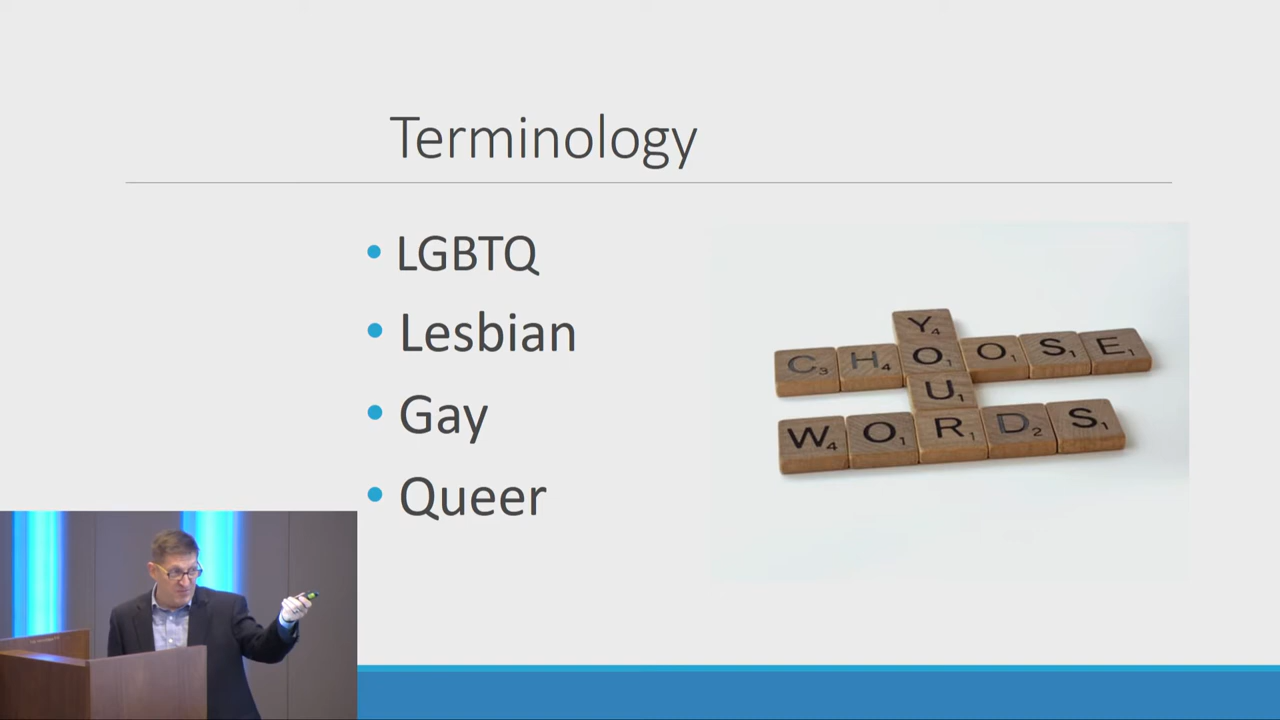 Terminology
• LGBTQ
• Lesbian
• Gay
• Queer
YOUR
CHOOSE
WORDS